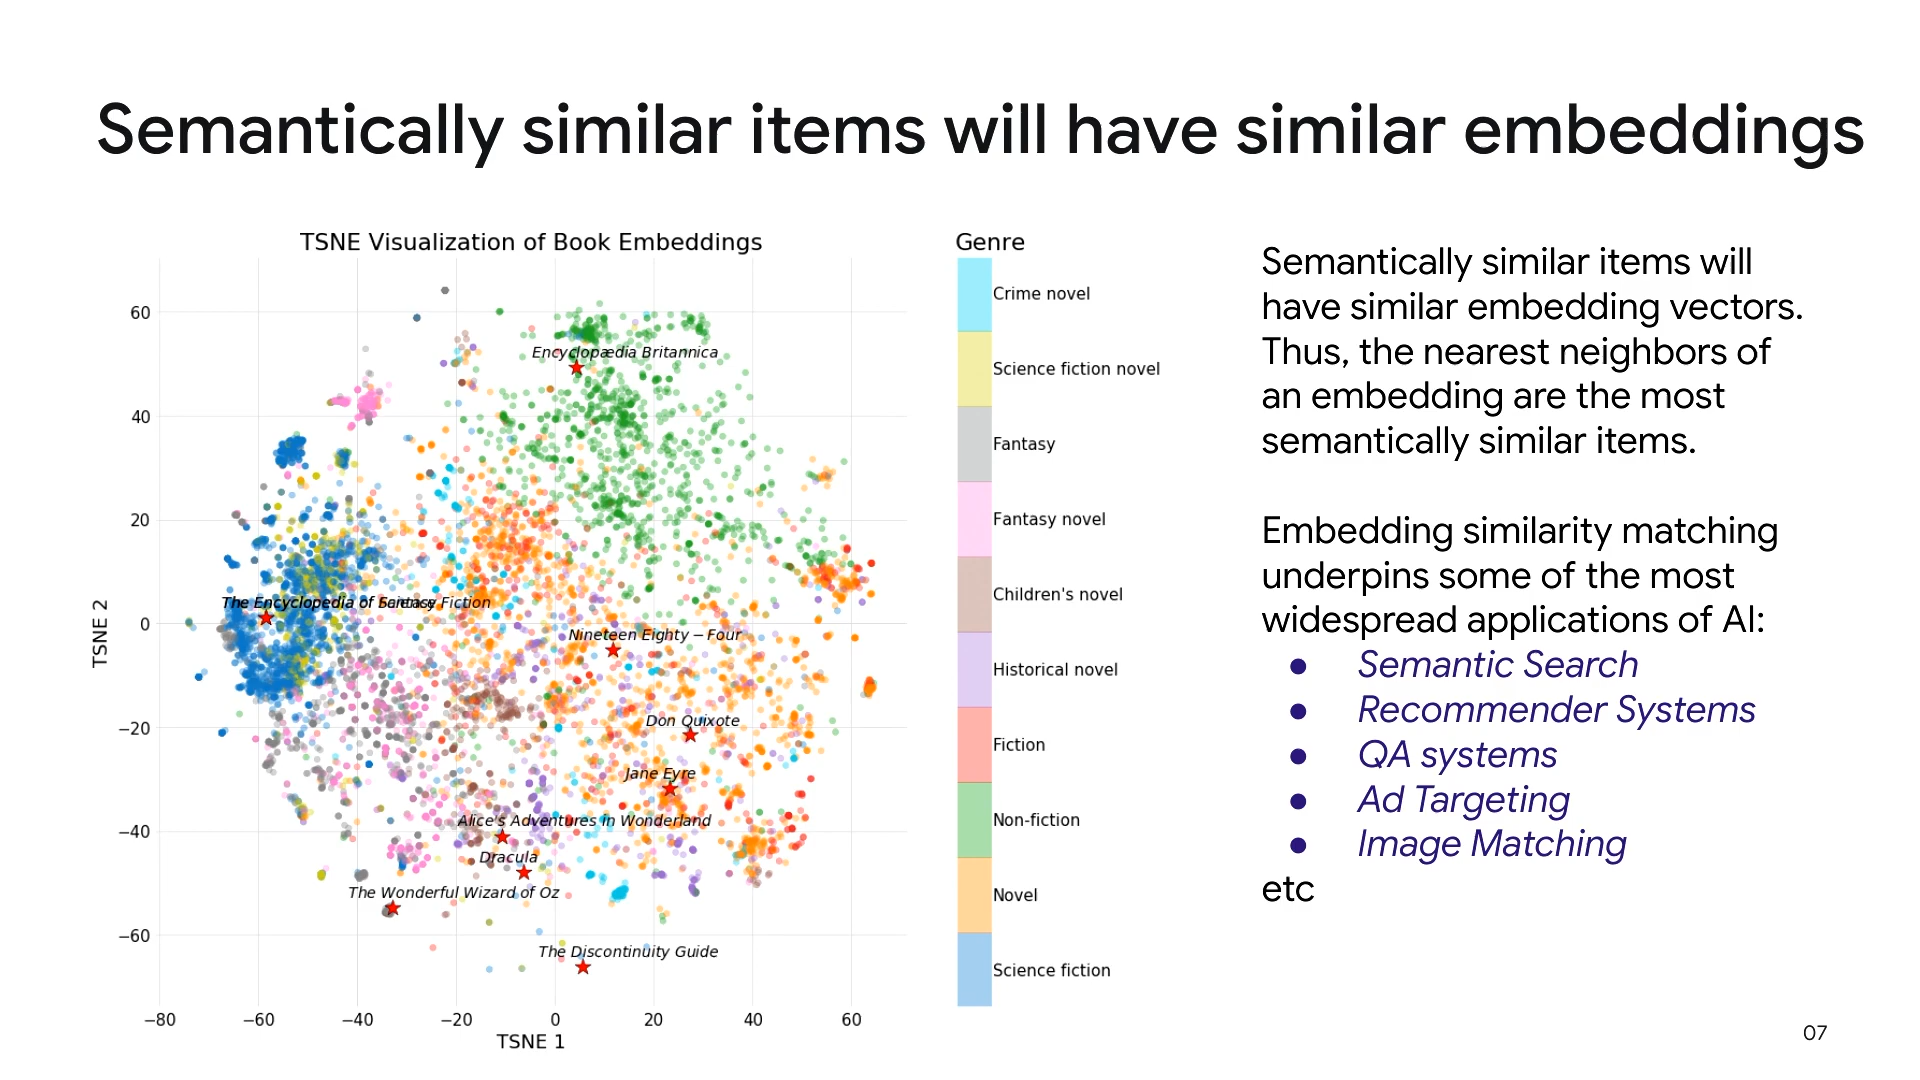 Semantically similar items will have similar embeddings
TSNE Visualization of Book Embeddings
TSNE 2
60
40
20
0
−20
−40
−60
Encyclopædia Britannica
The Encyclopedia of Science Fiction
Nineteen Eighty − Four
Don Quixote
Jane Eyre
Alice's Adventures in Wonderland
Dracula
The Wonderful Wizard of Oz
The Discontinuity Guide
−80 −60 −40 −20 0 20 40 60
TSNE 1
Genre
Crime novel
Science fiction novel
Fantasy
Fantasy novel
Children's novel
Historical novel
Fiction
Non-fiction
Novel
Science fiction
Semantically similar items will
have similar embedding vectors.
Thus, the nearest neighbors of
an embedding are the most
semantically similar items.
Embedding similarity matching
underpins some of the most
widespread applications of AI:
● Semantic Search
● Recommender Systems
● QA systems
● Ad Targeting
● Image Matching
etc
07